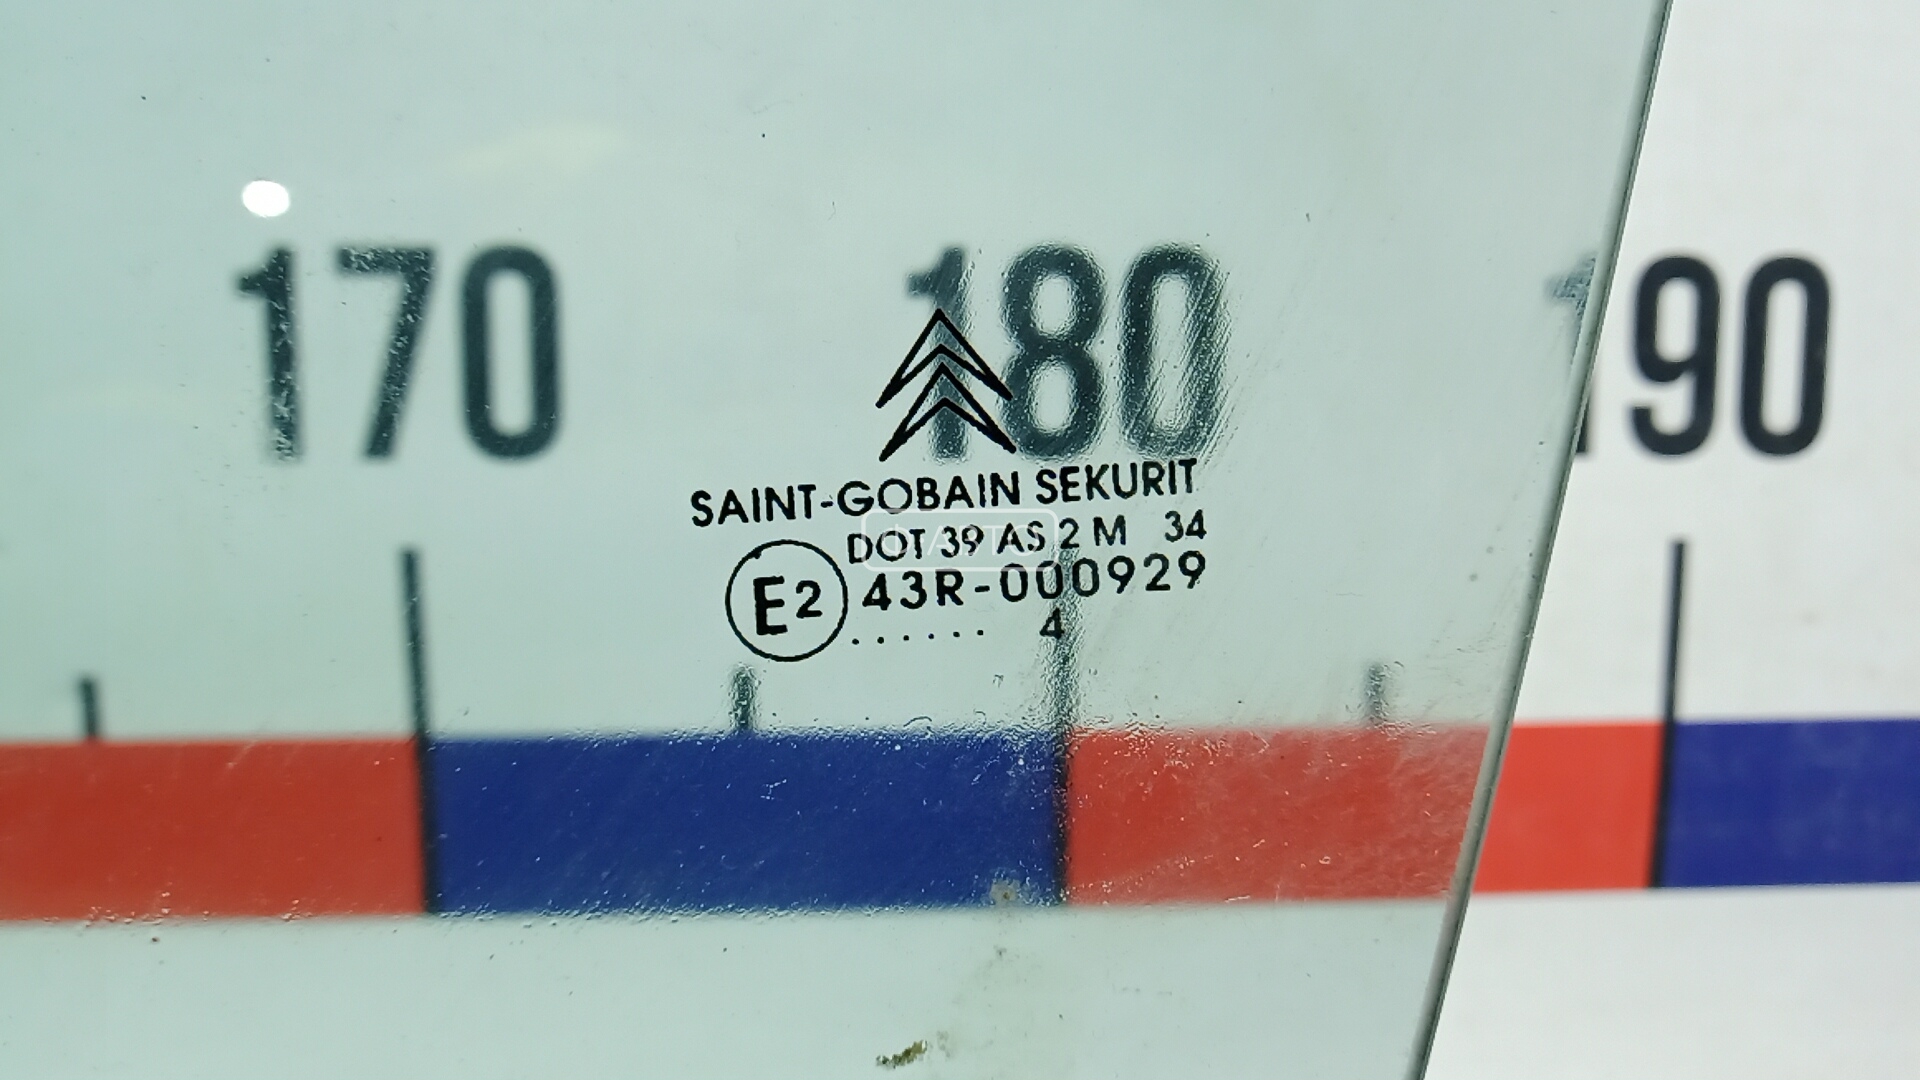 170 180 190
SAINT-GOBAIN SEKURIT
DOT 39 AS 2 M 34
E2 43R-000929
...... 4